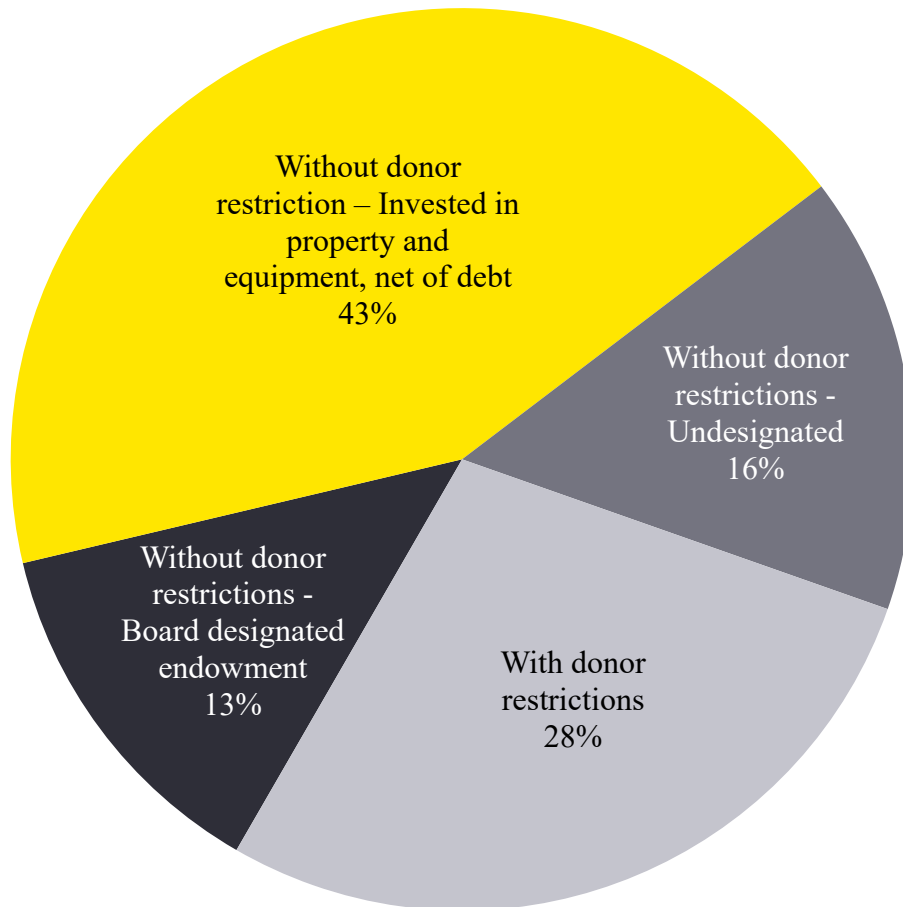 Without donor
restriction – Invested in
property and
equipment, net of debt
43%
Without donor
restrictions -
Undesignated
16%
Without donor
restrictions -
Board designated
endowment
13%
With donor
restrictions
28%